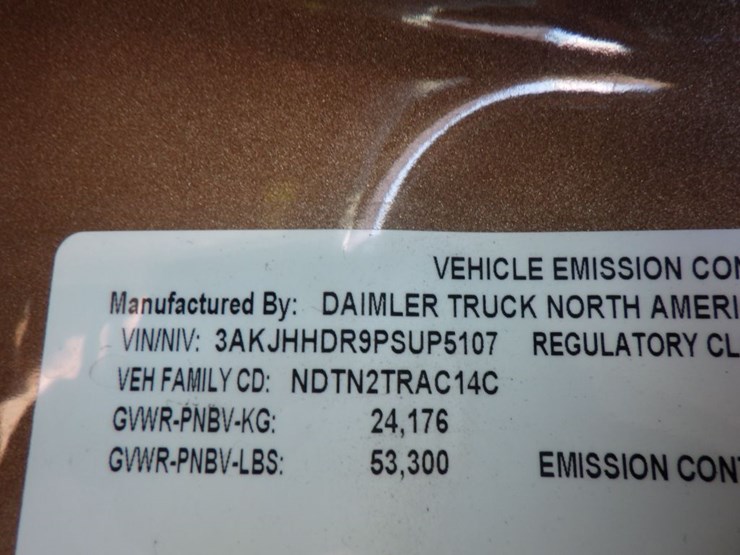 VEHICLE EMISSION CON
Manufactured By: DAIMLER TRUCK NORTH AMERI
VIN/NIV: 3AKJHHDR9PSUP5107 REGULATORY CL
VEH FAMILY CD: NDTN2TRAC14C
GVWR-PNBV-KG: 24,176
GVWR-PNBV-LBS: 53,300 EMISSION CONT